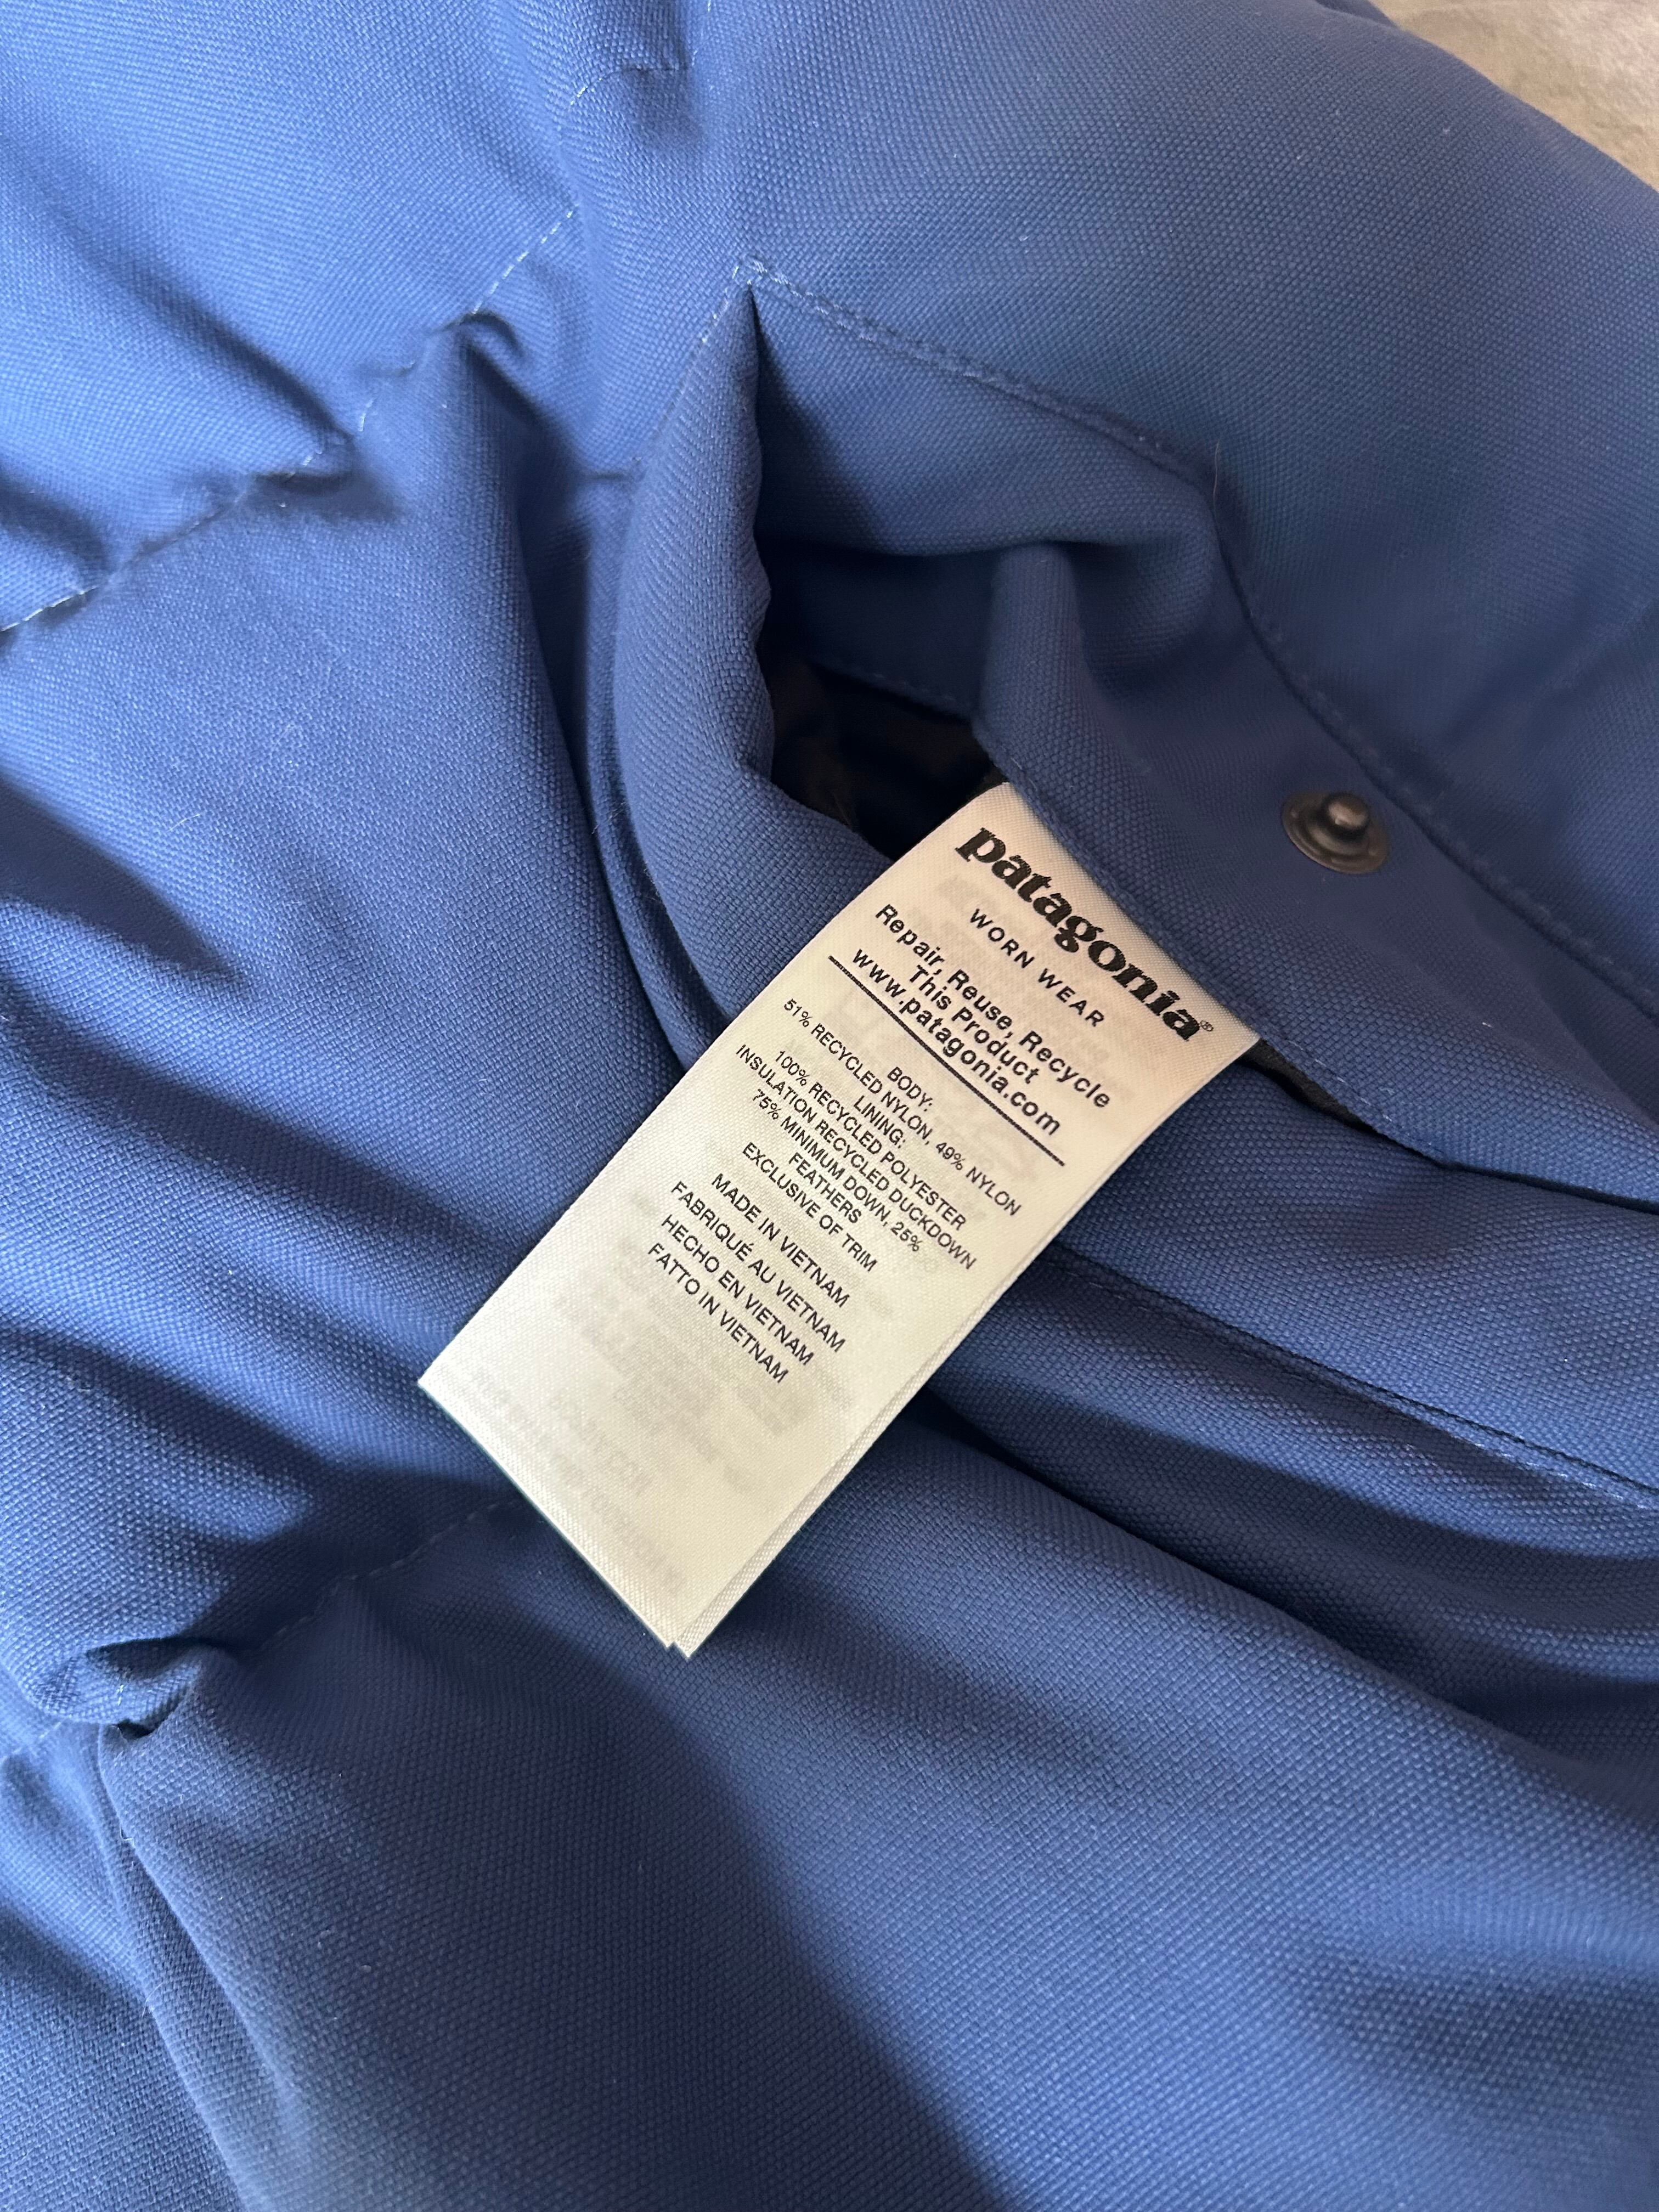 patagonia®
WORN WEAR
Repair, Reuse, Recycle
This Product
www.patagonia.com
BODY:
51% RECYCLED NYLON, 49% NYLON
LINING:
100% RECYCLED POLYESTER
INSULATION RECYCLED DUCKDOWN
75% MINIMUM DOWN, 25%
FEATHERS
EXCLUSIVE OF TRIM
MADE IN VIETNAM
FABRIQUÉ AU VIETNAM
HECHO EN VIETNAM
FATTO IN VIETNAM